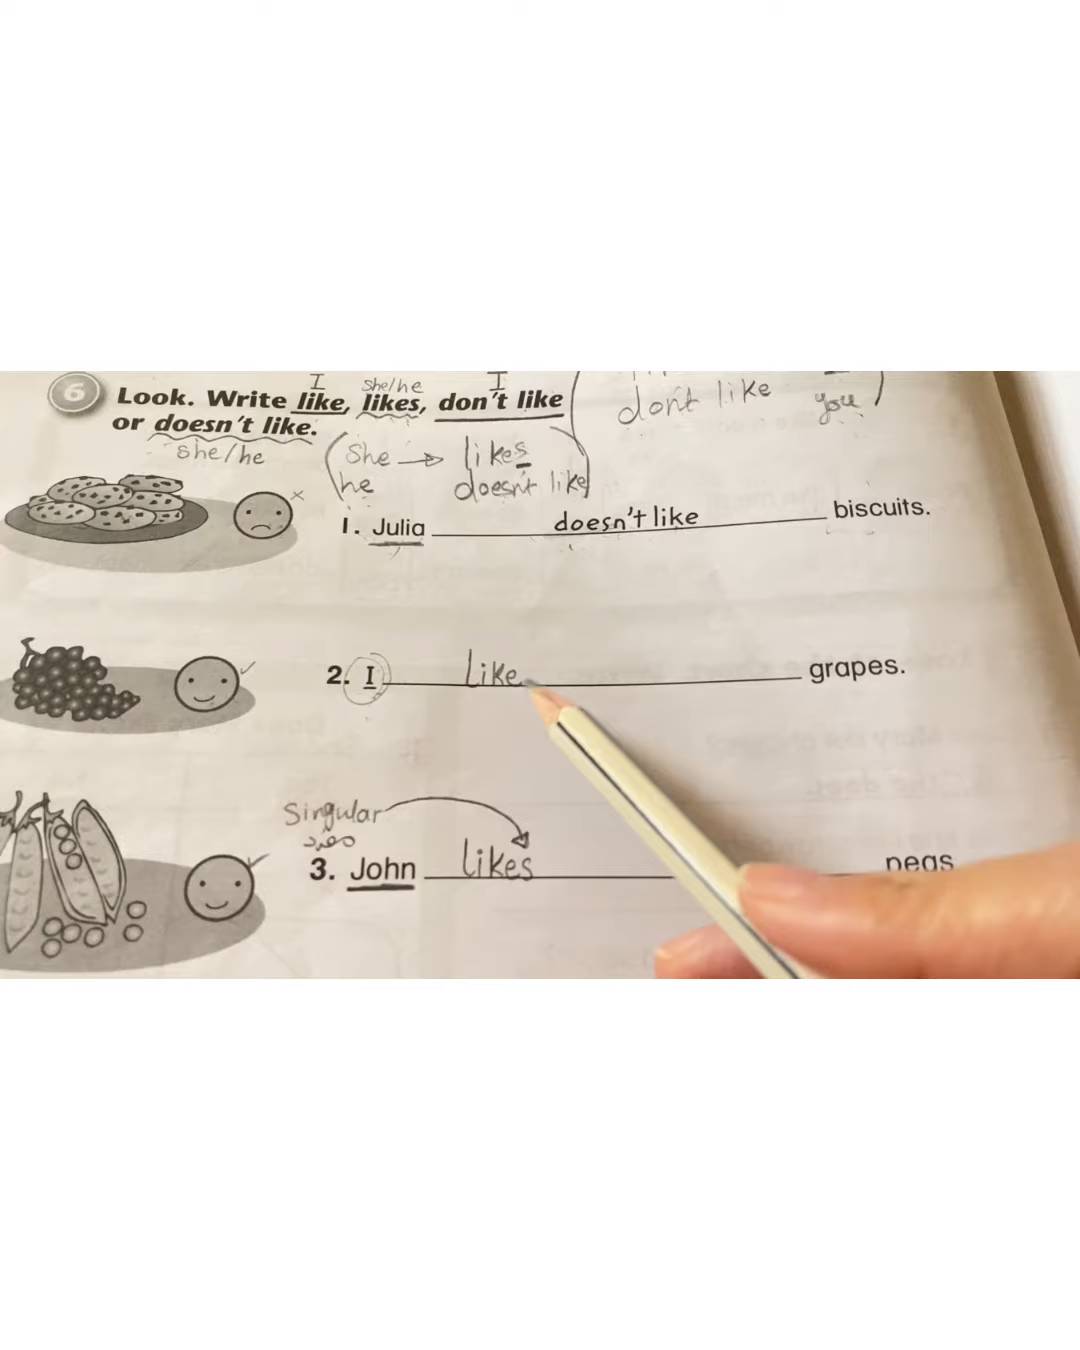 I she/he I
6 Look. Write like, likes, don't like
or doesn't like.
she/he
don't like you
She → likes
he doesn't like
1. Julia doesn't like biscuits.
2. I like grapes.
Singular
مفرد
3. John likes peas